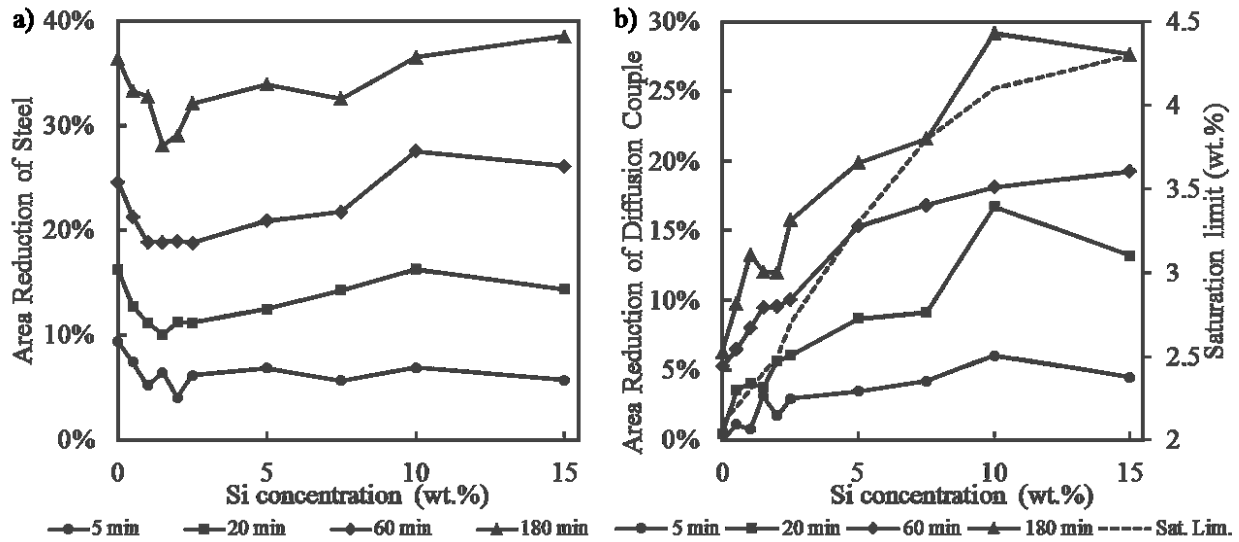 a)
40%
30%
20%
10%
0%
Area Reduction of Steel
0 5 10 15
Si concentration (wt.%)
5 min 20 min 60 min 180 min
b)
30%
25%
20%
15%
10%
5%
0%
Area Reduction of Diffusion Couple
4.5
4
3.5
3
2.5
2
Saturation limit (wt.%)
0 5 10 15
Si concentration (wt.%)
5 min 20 min 60 min 180 min Sat. Lim.